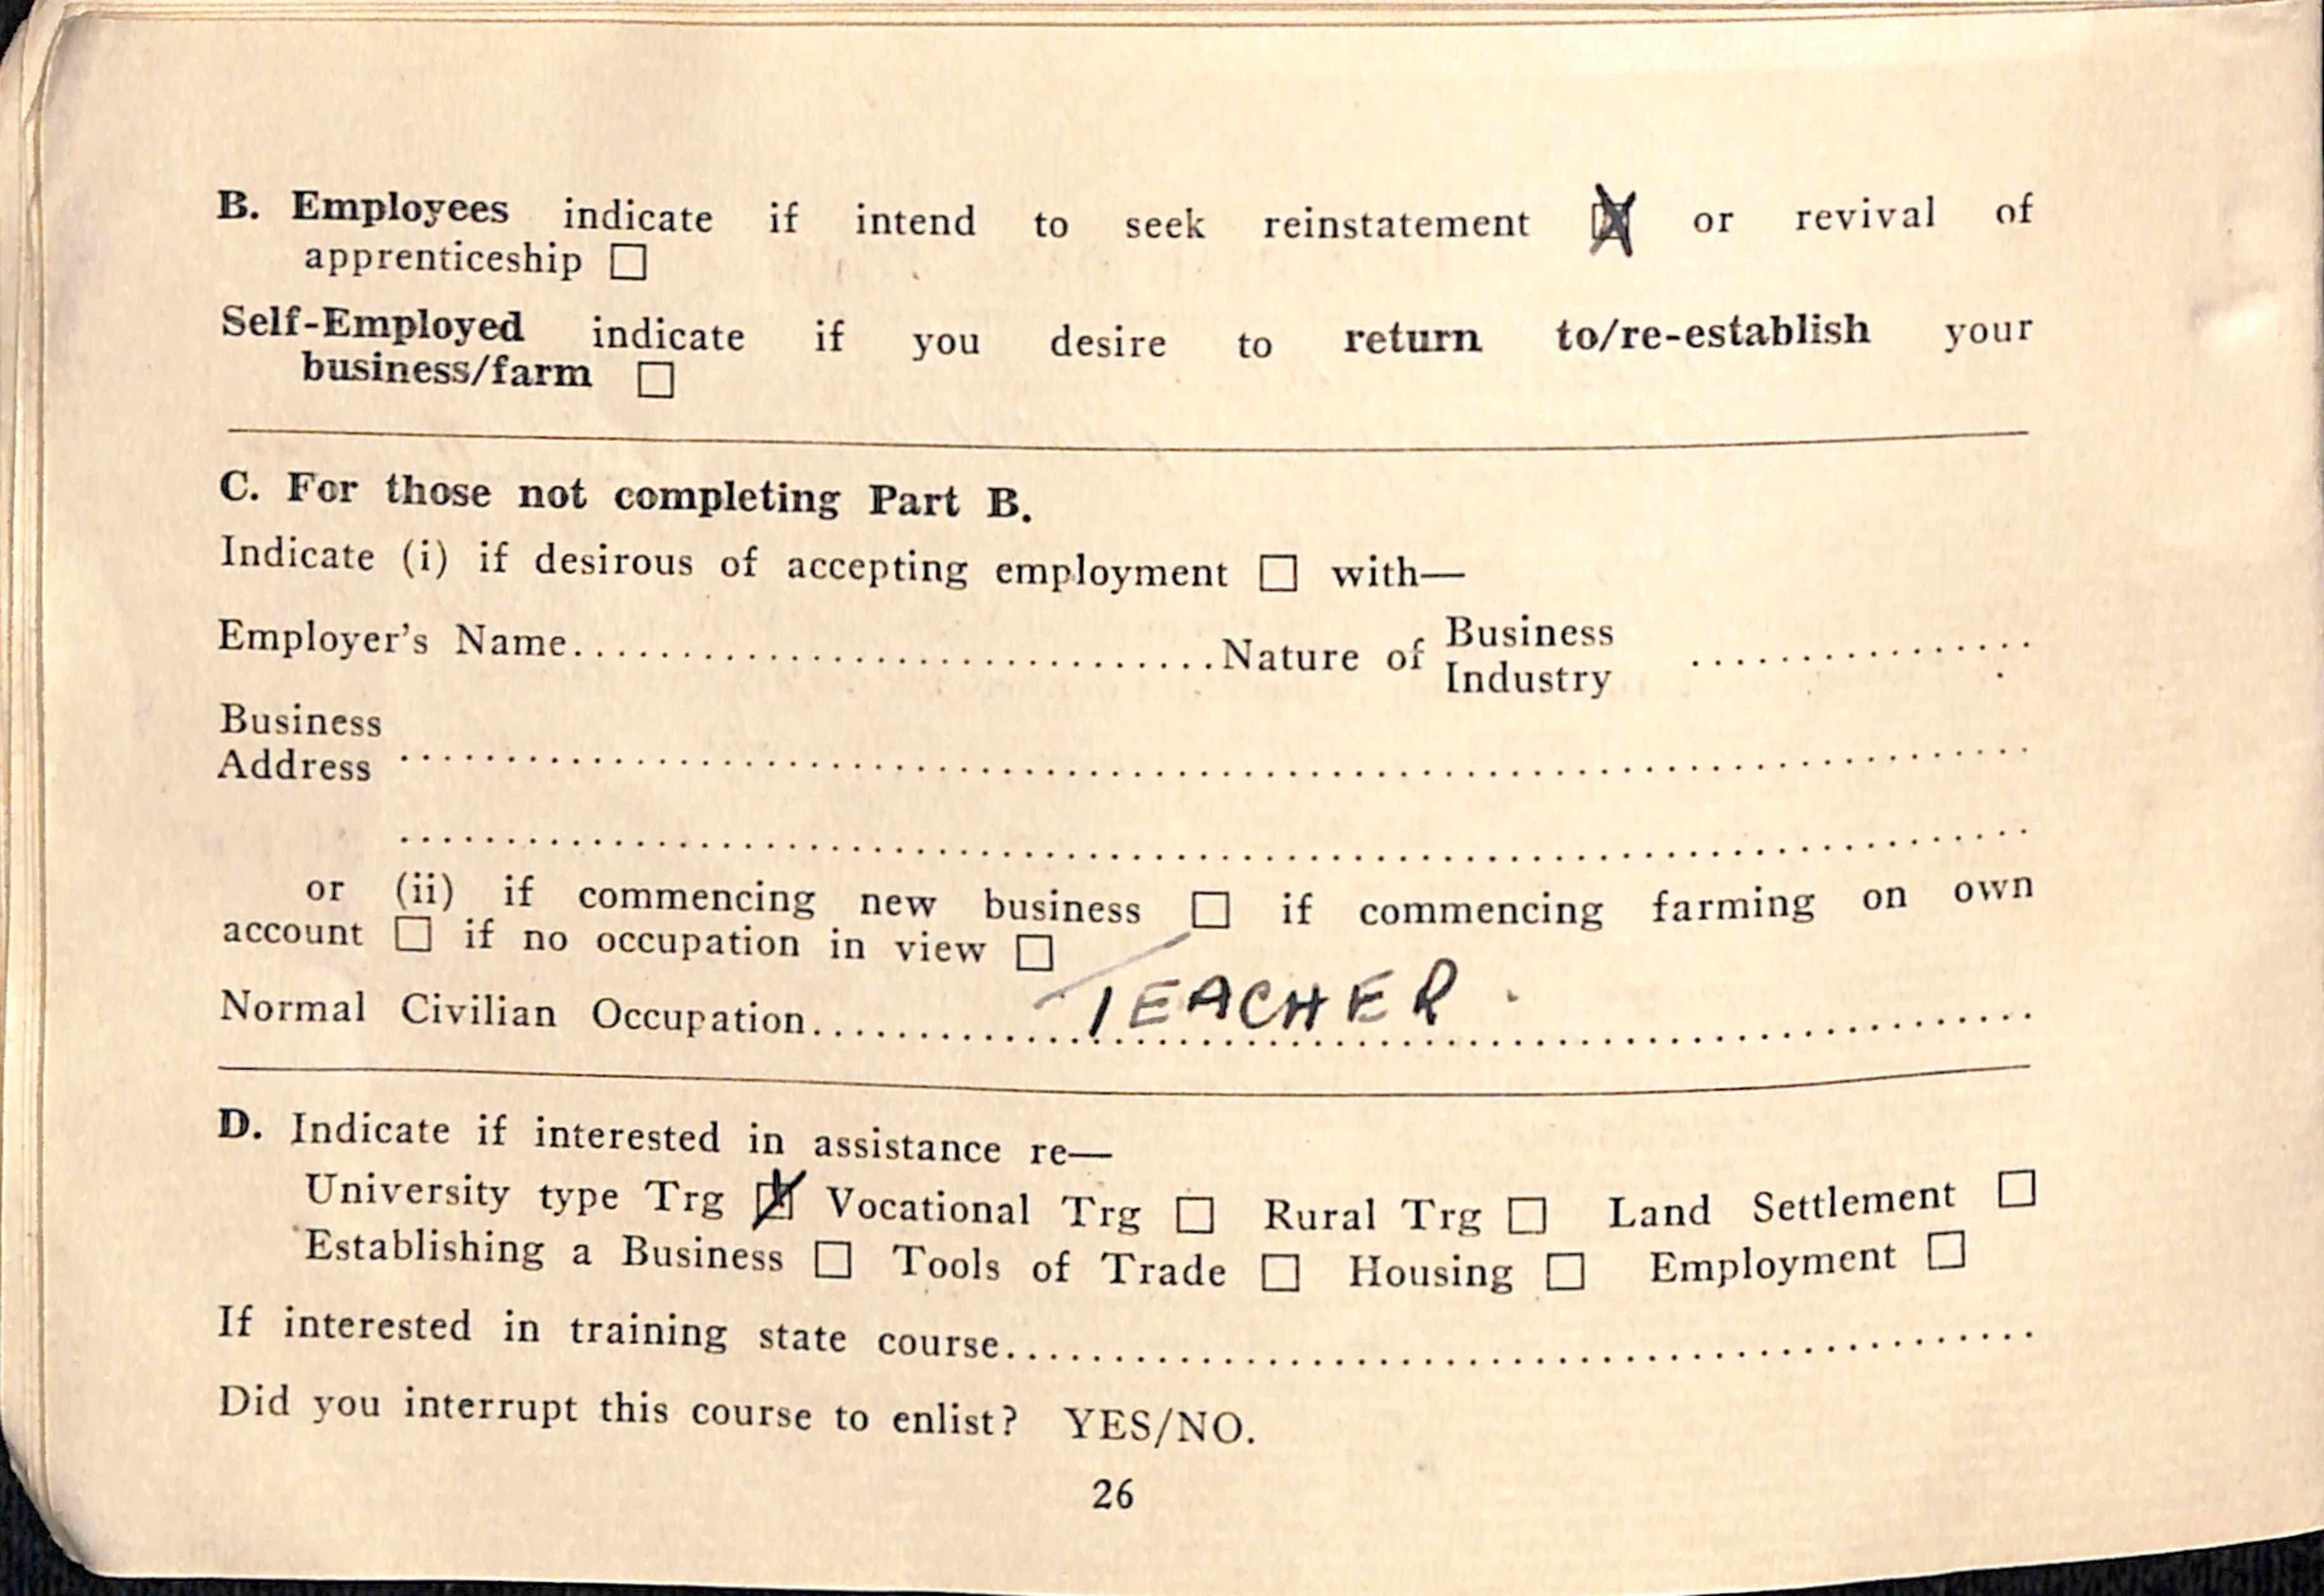 B. Employees indicate if intend to seek reinstatement ☒ or revival of
apprenticeship ☐
Self-Employed indicate if you desire to return to/re-establish your
business/farm ☐
C. For those not completing Part B.
Indicate (i) if desirous of accepting employment ☐ with—
Employer's Name..............................Nature of Business Industry ................
Business
Address ............................................................
............................................................
or (ii) if commencing new business ☐ if commencing farming on own
account ☐ if no occupation in view ☐
Normal Civilian Occupation............TEACHER....................
D. Indicate if interested in assistance re—
University type Trg ☒ Vocational Trg ☐ Rural Trg ☐ Land Settlement ☐
Establishing a Business ☐ Tools of Trade ☐ Housing ☐ Employment ☐
If interested in training state course........................................
Did you interrupt this course to enlist? YES/NO.
26